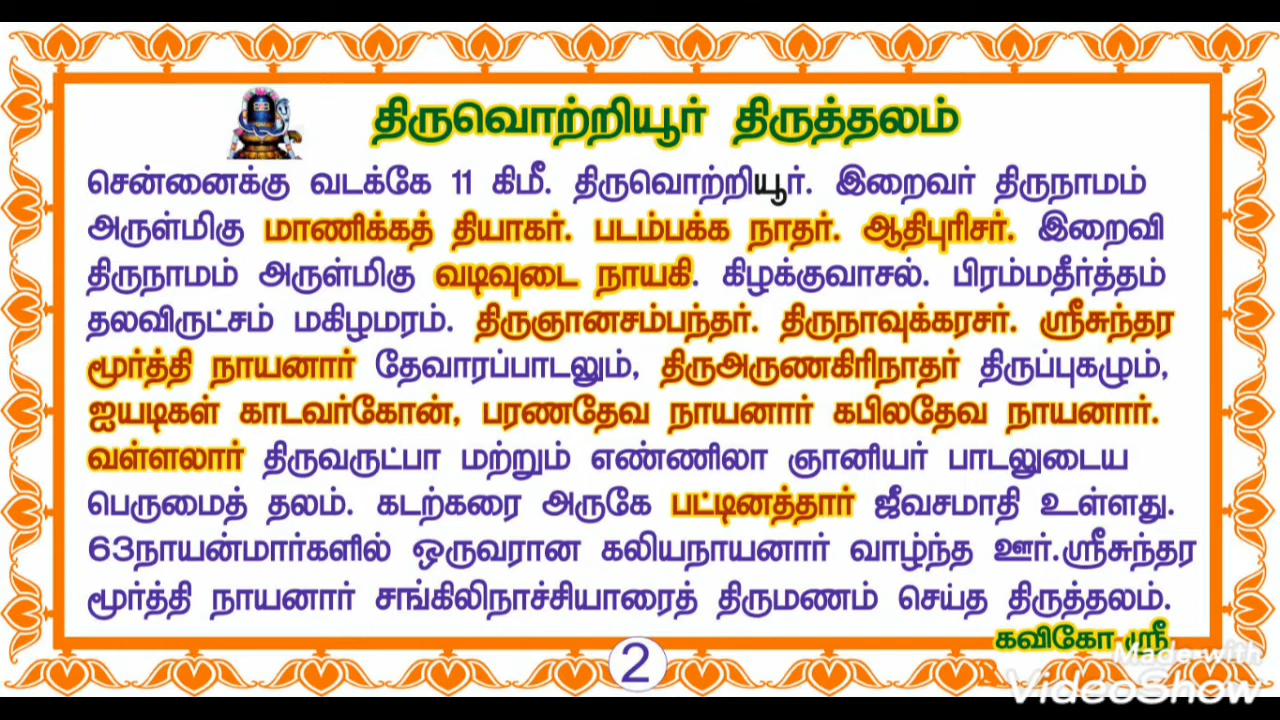 திருவொற்றியூர் திருத்தலம்
சென்னைக்கு வடக்கே 11 கிமீ. திருவொற்றியூர். இறைவர் திருநாமம்
அருள்மிகு மாணிக்கத் தியாகர். படம்பக்க நாதர். ஆதிபுரிசர். இறைவி
திருநாமம் அருள்மிகு வடிவுடை நாயகி. கிழக்குவாசல். பிரம்மதீர்த்தம்
தலவிருட்சம் மகிழமரம். திருஞானசம்பந்தர். திருநாவுக்கரசர். ஸ்ரீசுந்தர
மூர்த்தி நாயனார் தேவாரப்பாடலும், திருஅருணகிரிநாதர் திருப்புகழும்,
ஐயடிகள் காடவர்கோன், பரணதேவ நாயனார் கபிலதேவ நாயனார்.
வள்ளலார் திருவருட்பா மற்றும் எண்ணிலா ஞானியர் பாடலுடைய
பெருமைத் தலம். கடற்கரை அருகே பட்டினத்தார் ஜீவசமாதி உள்ளது.
63நாயன்மார்களில் ஒருவரான கலியநாயனார் வாழ்ந்த ஊர்.ஸ்ரீசுந்தர
மூர்த்தி நாயனார் சங்கிலிநாச்சியாரைத் திருமணம் செய்த திருத்தலம்.
கவிகோ ஸ்ரீ
2
Made with
VideoShow